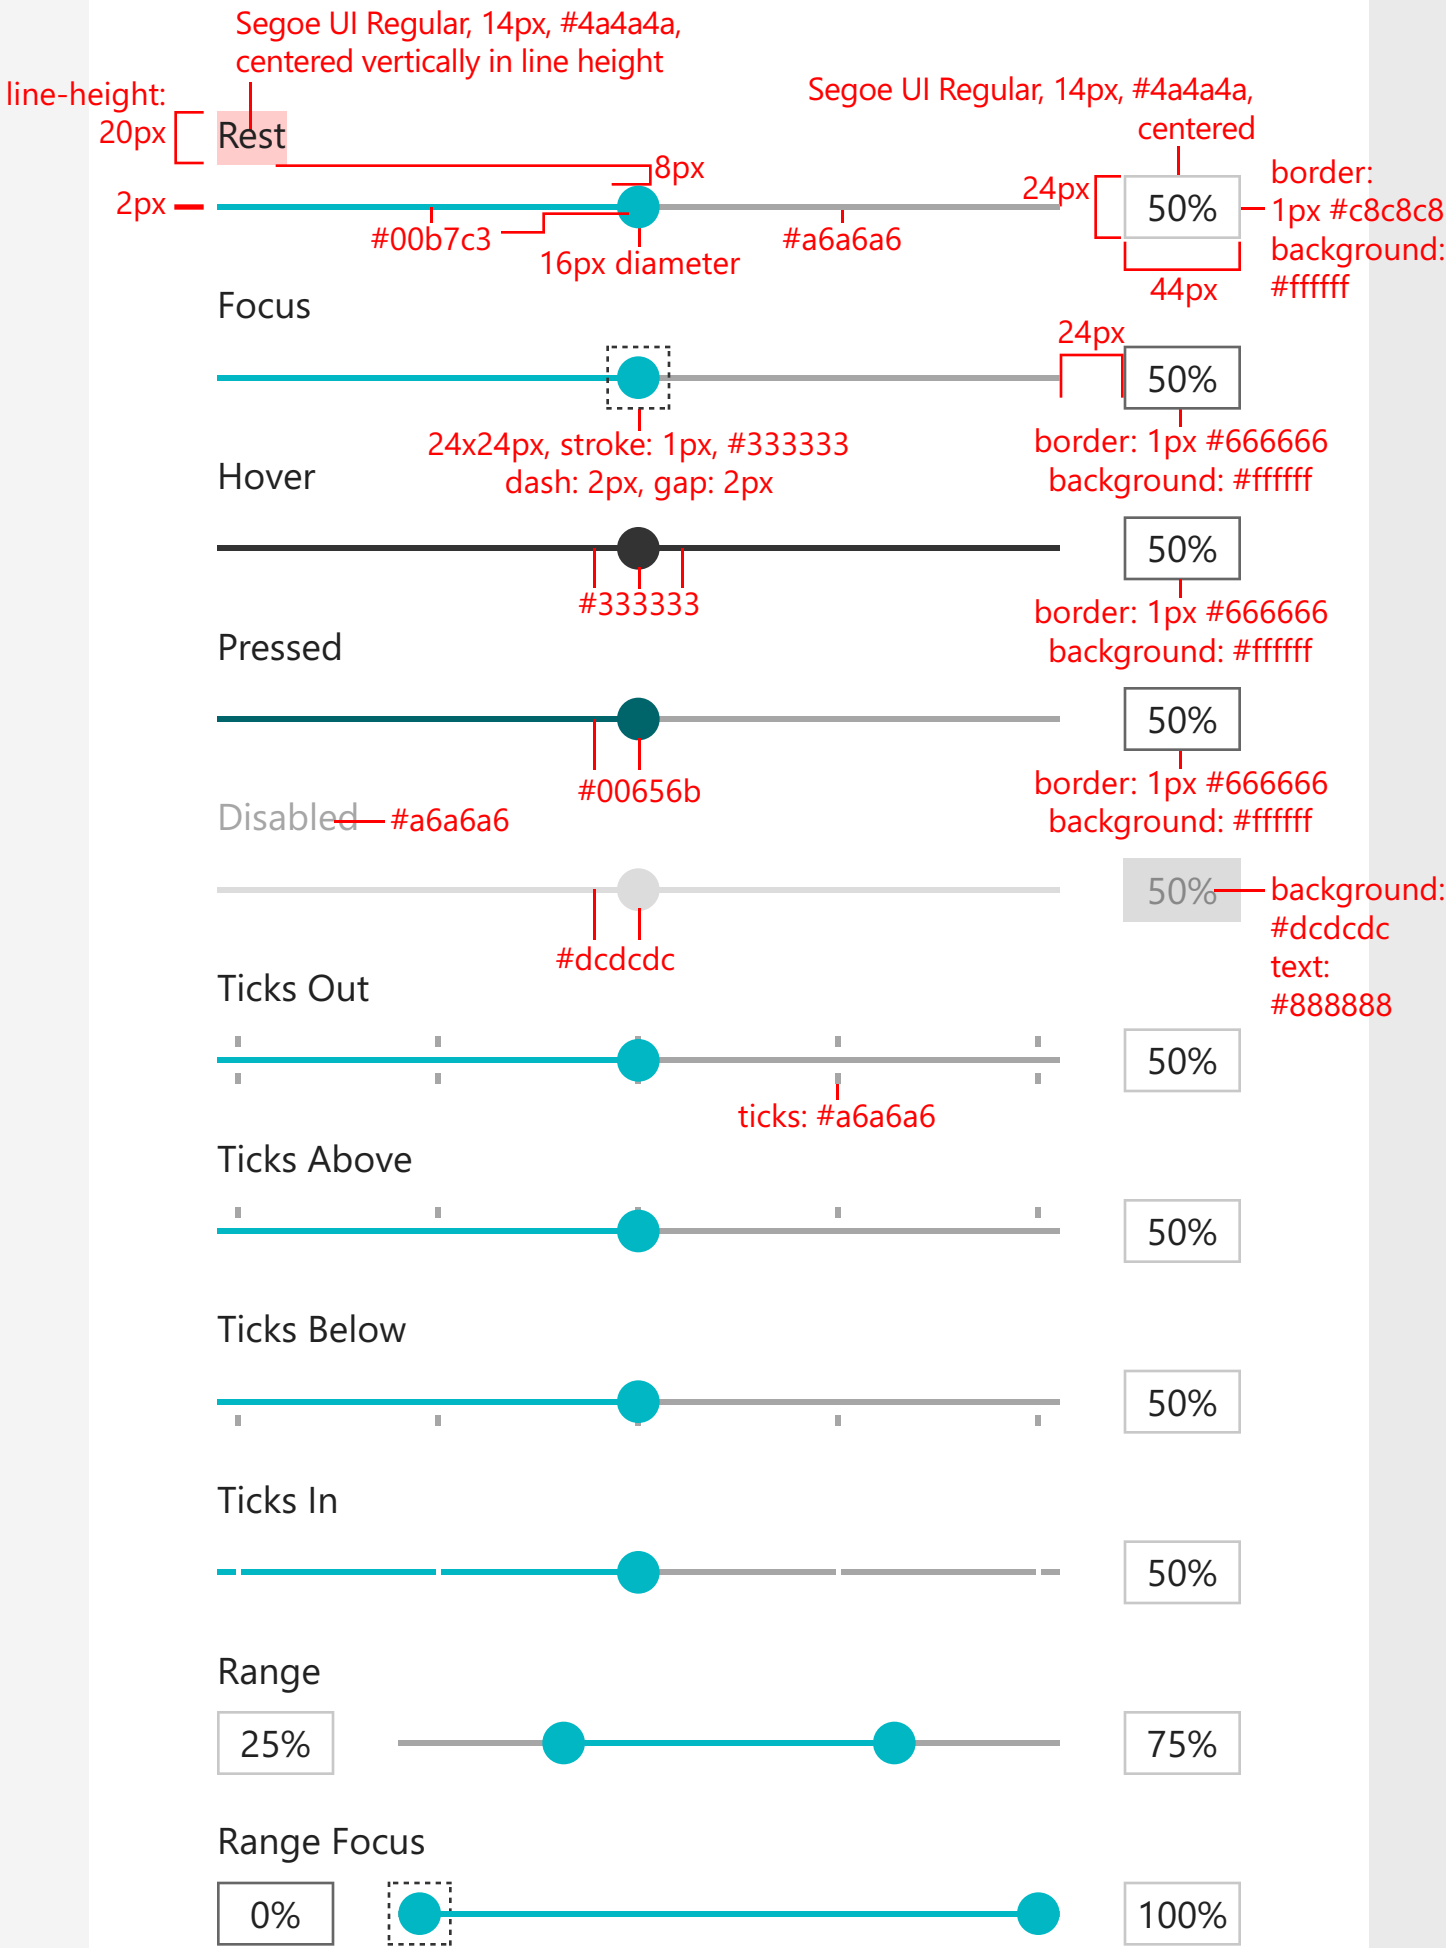 Segoe UI Regular, 14px, #4a4a4a,
centered vertically in line height
line-height:
20px
Rest
Segoe UI Regular, 14px, #4a4a4a,
centered
8px
2px
#00b7c3
16px diameter
#a6a6a6
24px
50%
44px
border:
1px #c8c8c8
background:
#ffffff
Focus
24px
50%
24x24px, stroke: 1px, #333333
dash: 2px, gap: 2px
border: 1px #666666
background: #ffffff
Hover
50%
#333333
border: 1px #666666
background: #ffffff
Pressed
50%
#00656b
border: 1px #666666
background: #ffffff
Disabled
#a6a6a6
50%
#dcdcdc
background:
#dcdcdc
text:
#888888
Ticks Out
50%
ticks: #a6a6a6
Ticks Above
50%
Ticks Below
50%
Ticks In
50%
Range
25%
75%
Range Focus
0%
100%